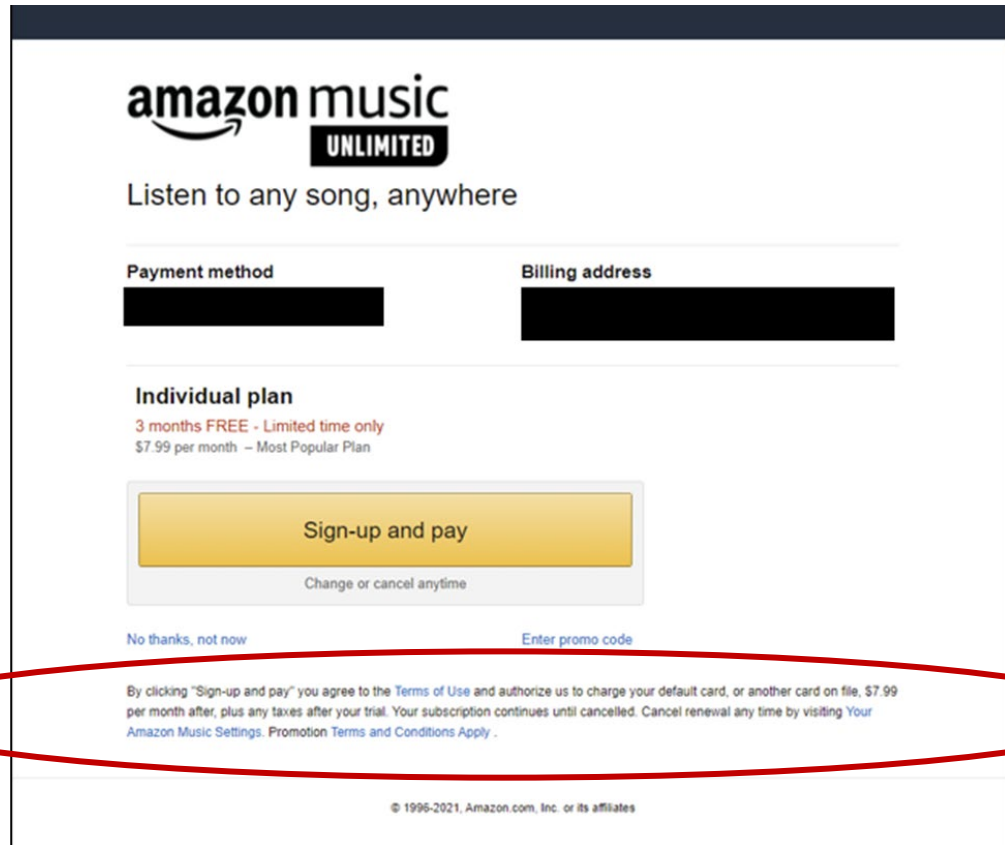 amazon music
UNLIMITED
Listen to any song, anywhere
Payment method
Billing address
Individual plan
3 months FREE - Limited time only
$7.99 per month – Most Popular Plan
Sign-up and pay
Change or cancel anytime
No thanks, not now
Enter promo code
By clicking "Sign-up and pay" you agree to the Terms of Use and authorize us to charge your default card, or another card on file, $7.99
per month after, plus any taxes after your trial. Your subscription continues until cancelled. Cancel renewal any time by visiting Your
Amazon Music Settings. Promotion Terms and Conditions Apply .
© 1996-2021, Amazon.com, Inc. or its affiliates